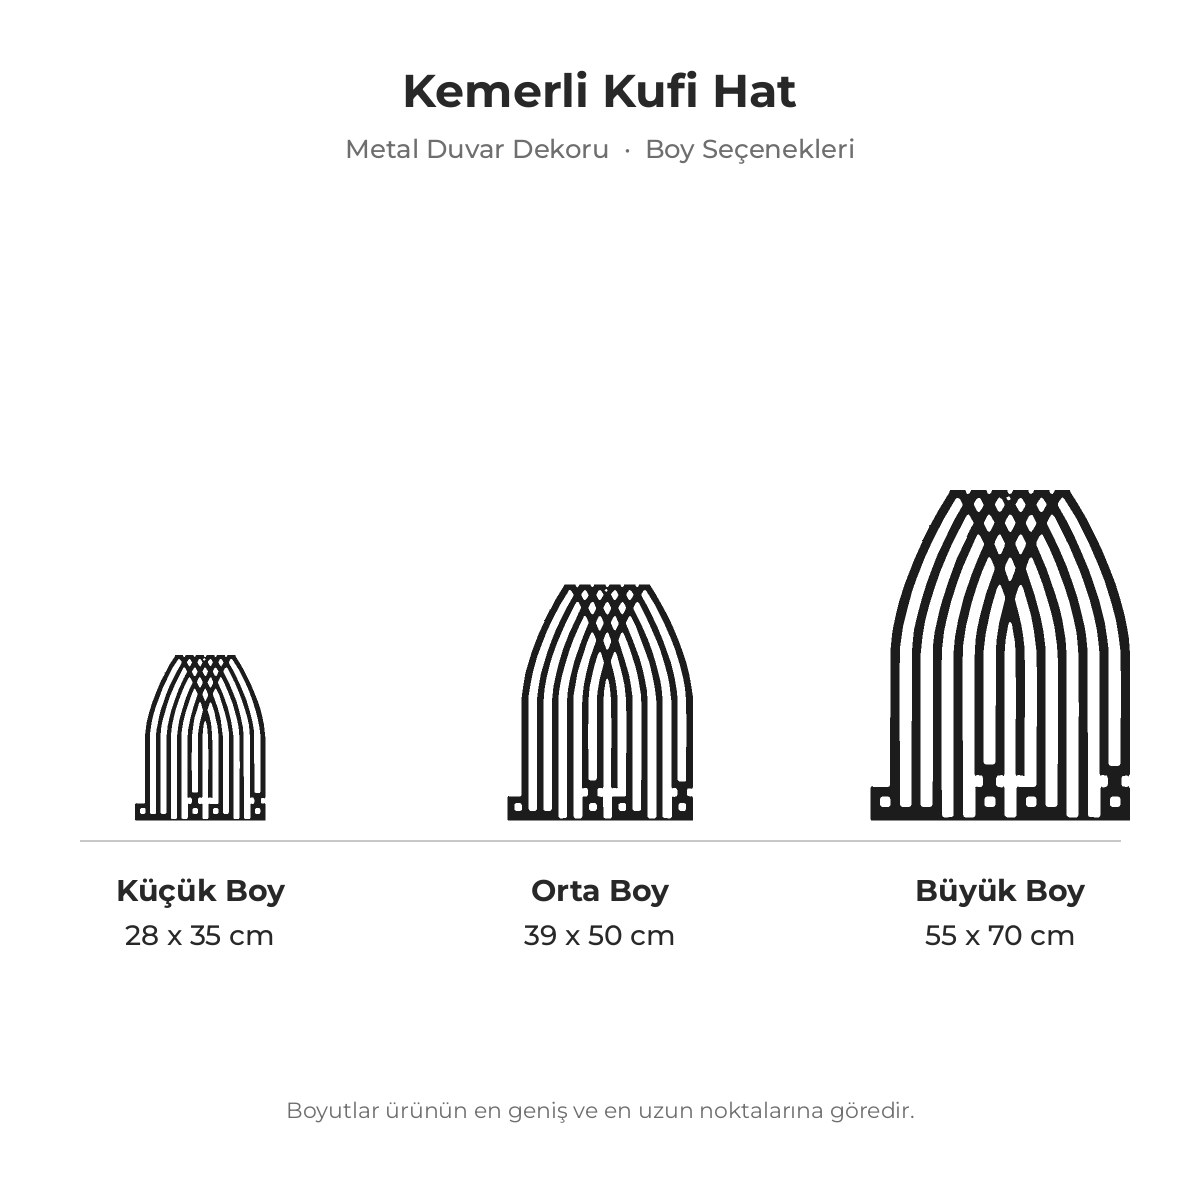 Kemerli Kufi Hat
Metal Duvar Dekoru · Boy Seçenekleri
Küçük Boy
28 x 35 cm
Orta Boy
39 x 50 cm
Büyük Boy
55 x 70 cm
Boyutlar ürünün en geniş ve en uzun noktalarına göredir.